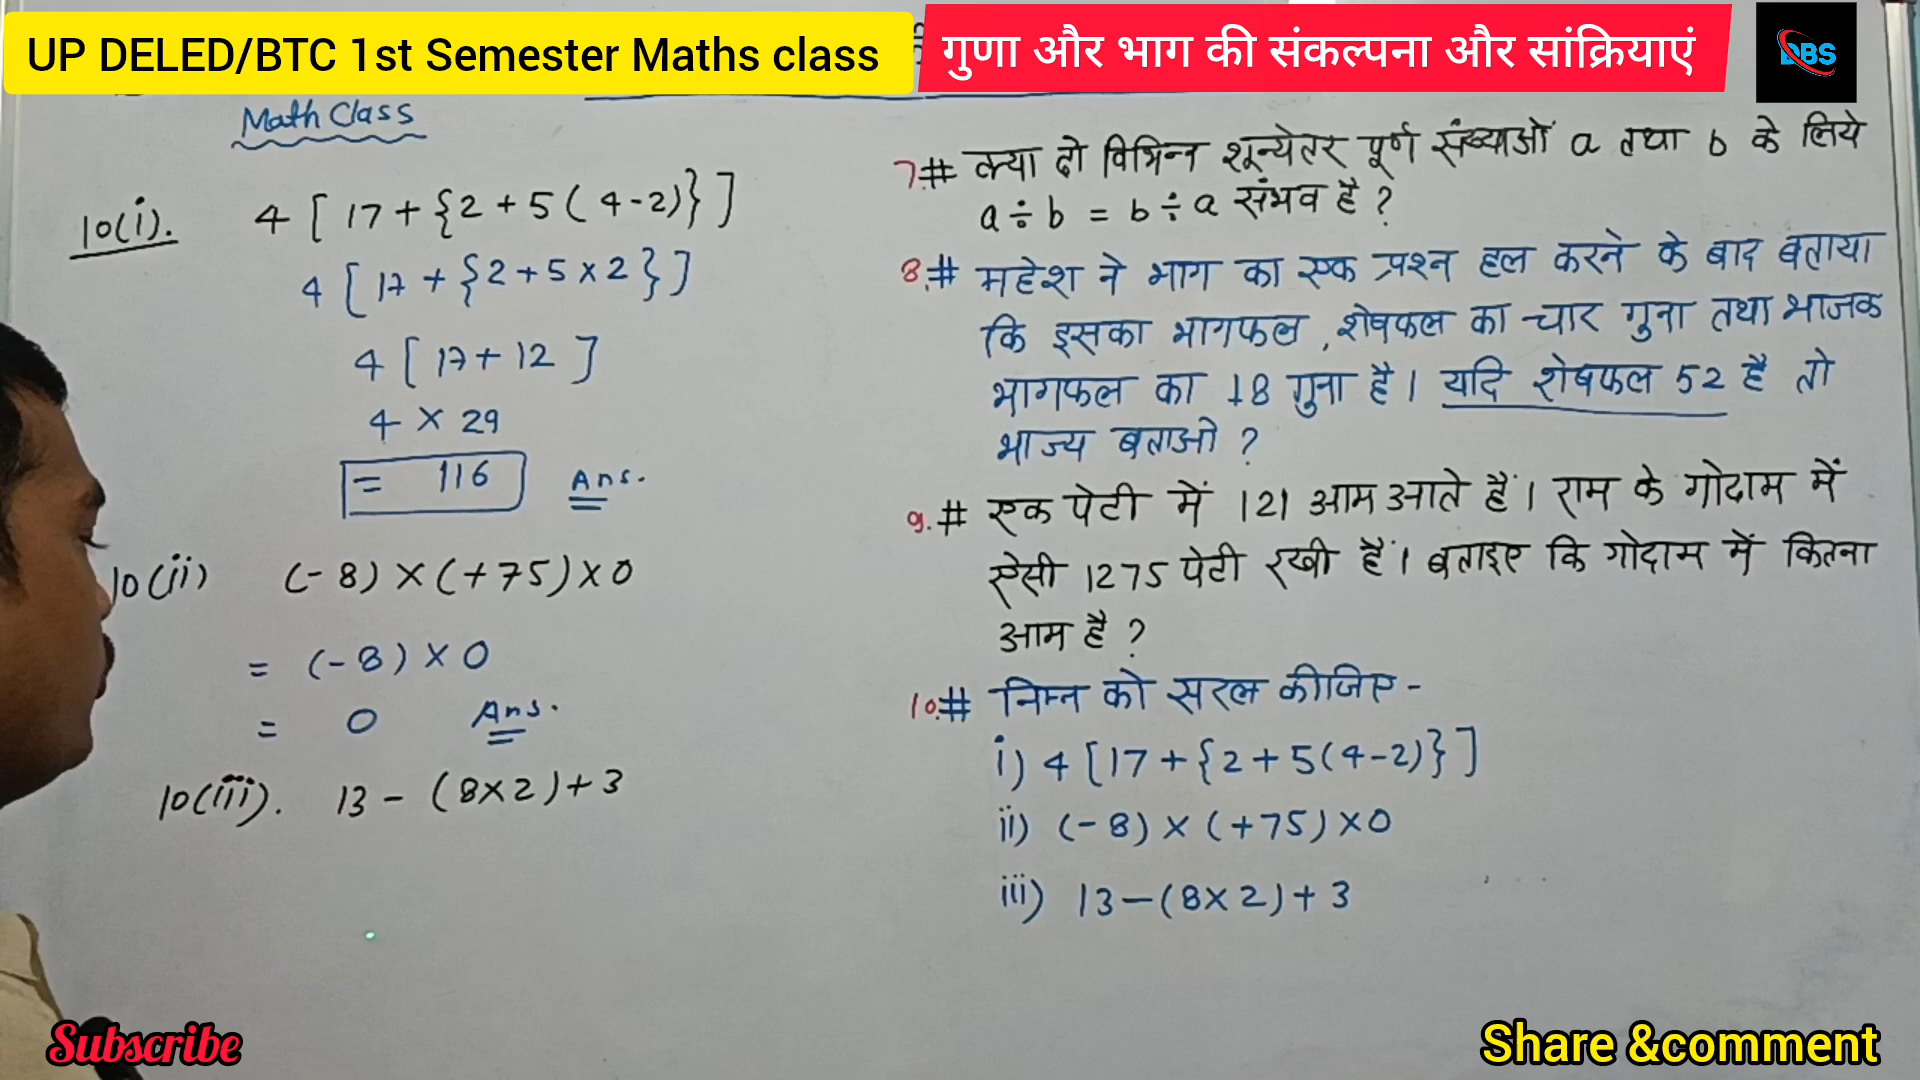 UP DELED/BTC 1st Semester Maths class
गुणा और भाग की संकल्पना और सांक्रियाएं
DBS
Math Class
10(i). 4 [ 17 + {2 + 5 ( 4-2)} ]
4 [ 17 + {2 + 5 × 2 } ]
4 [ 17 + 12 ]
4 × 29
= 116 Ans.
10(ii) (-8) × (+75) × 0
= (-8) × 0
= 0 Ans.
10(iii). 13 - (8×2) + 3
7.# क्या दो विभिन्न शून्येतर पूर्ण संख्याओं a तथा b के लिये
a ÷ b = b ÷ a संभव है ?
8.# महेश ने भाग का एक प्रश्न हल करने के बाद बताया
कि इसका भागफल , शेषफल का चार गुना तथा भाजक
भागफल का 18 गुना है । यदि शेषफल 52 है तो
भाज्य बताओ ?
9.# एक पेटी में 121 आम आते हैं । राम के गोदाम में
ऐसी 1275 पेटी रखी हैं । बताइए कि गोदाम में कितना
आम है ?
10.# निम्न को सरल कीजिए -
i) 4 [17 + {2 + 5 (4-2)} ]
ii) (-8) × (+75) × 0
iii) 13 - (8×2) + 3
Subscribe
Share &comment